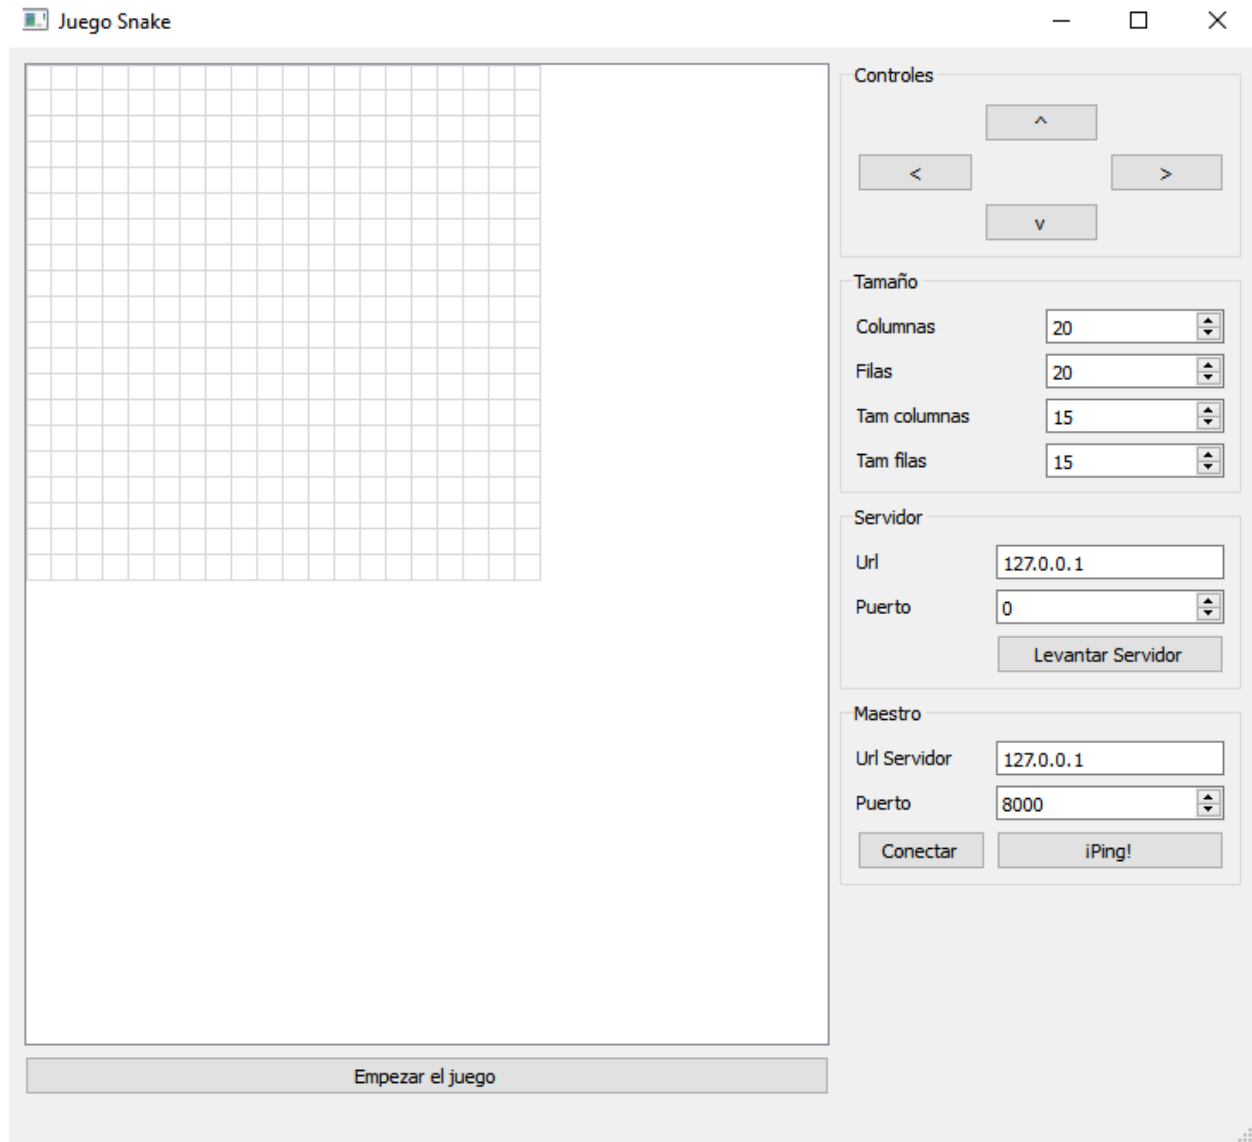 Juego Snake
Controles
^
< >
v
Tamaño
Columnas 20
Filas 20
Tam columnas 15
Tam filas 15
Servidor
Url 127.0.0.1
Puerto 0
Levantar Servidor
Maestro
Url Servidor 127.0.0.1
Puerto 8000
Conectar ¡Ping!
Empezar el juego